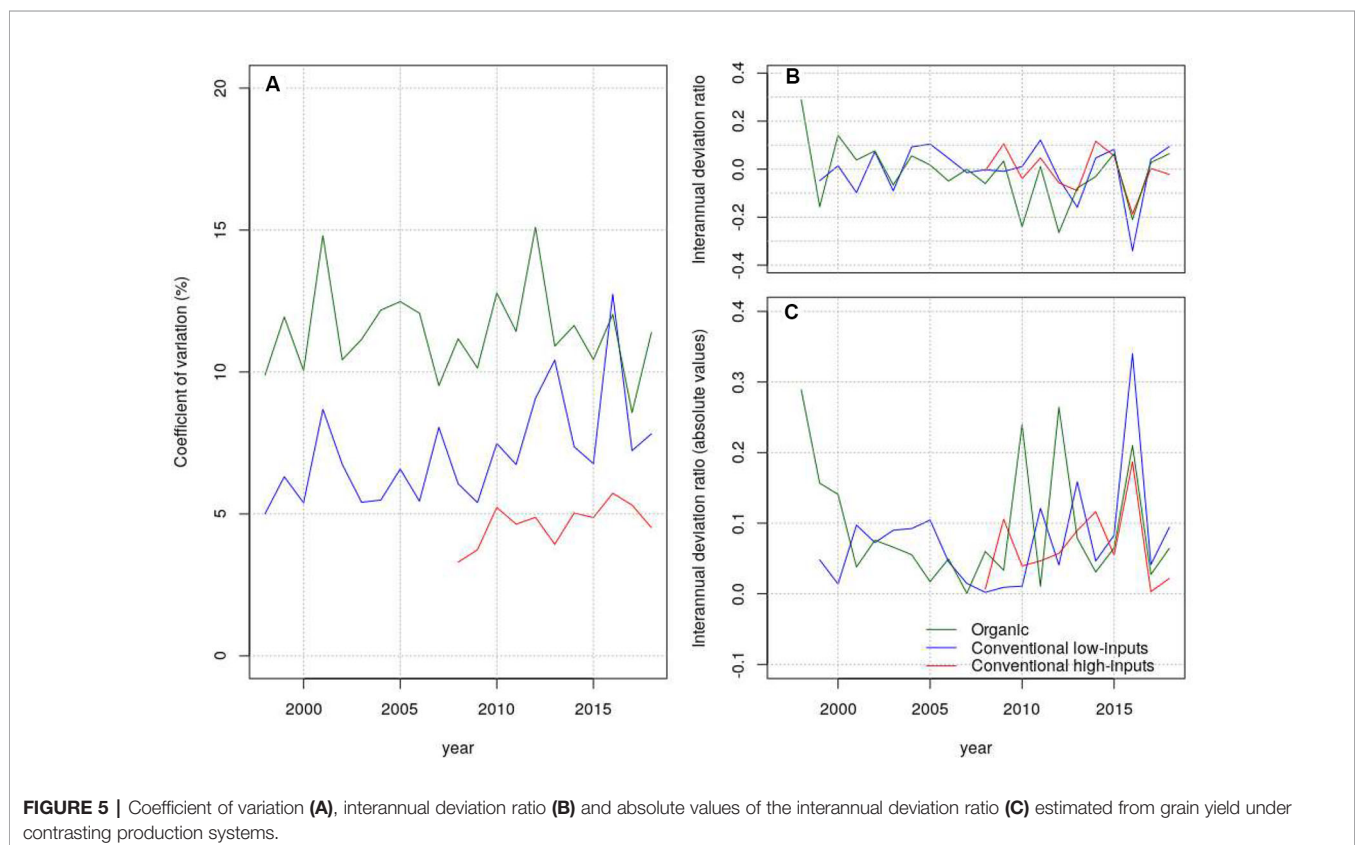 A
20
15
10
5
0
Coefficient of variation (%)
2000 2005 2010 2015
year
B
0.4
0.2
0.0
-0.2
-0.4
Interannual deviation ratio
C
0.4
0.3
0.2
0.1
0.0
-0.1
Interannual deviation ratio (absolute values)
Organic
Conventional low-inputs
Conventional high-inputs
2000 2005 2010 2015
year
FIGURE 5 | Coefficient of variation (A), interannual deviation ratio (B) and absolute values of the interannual deviation ratio (C) estimated from grain yield under
contrasting production systems.